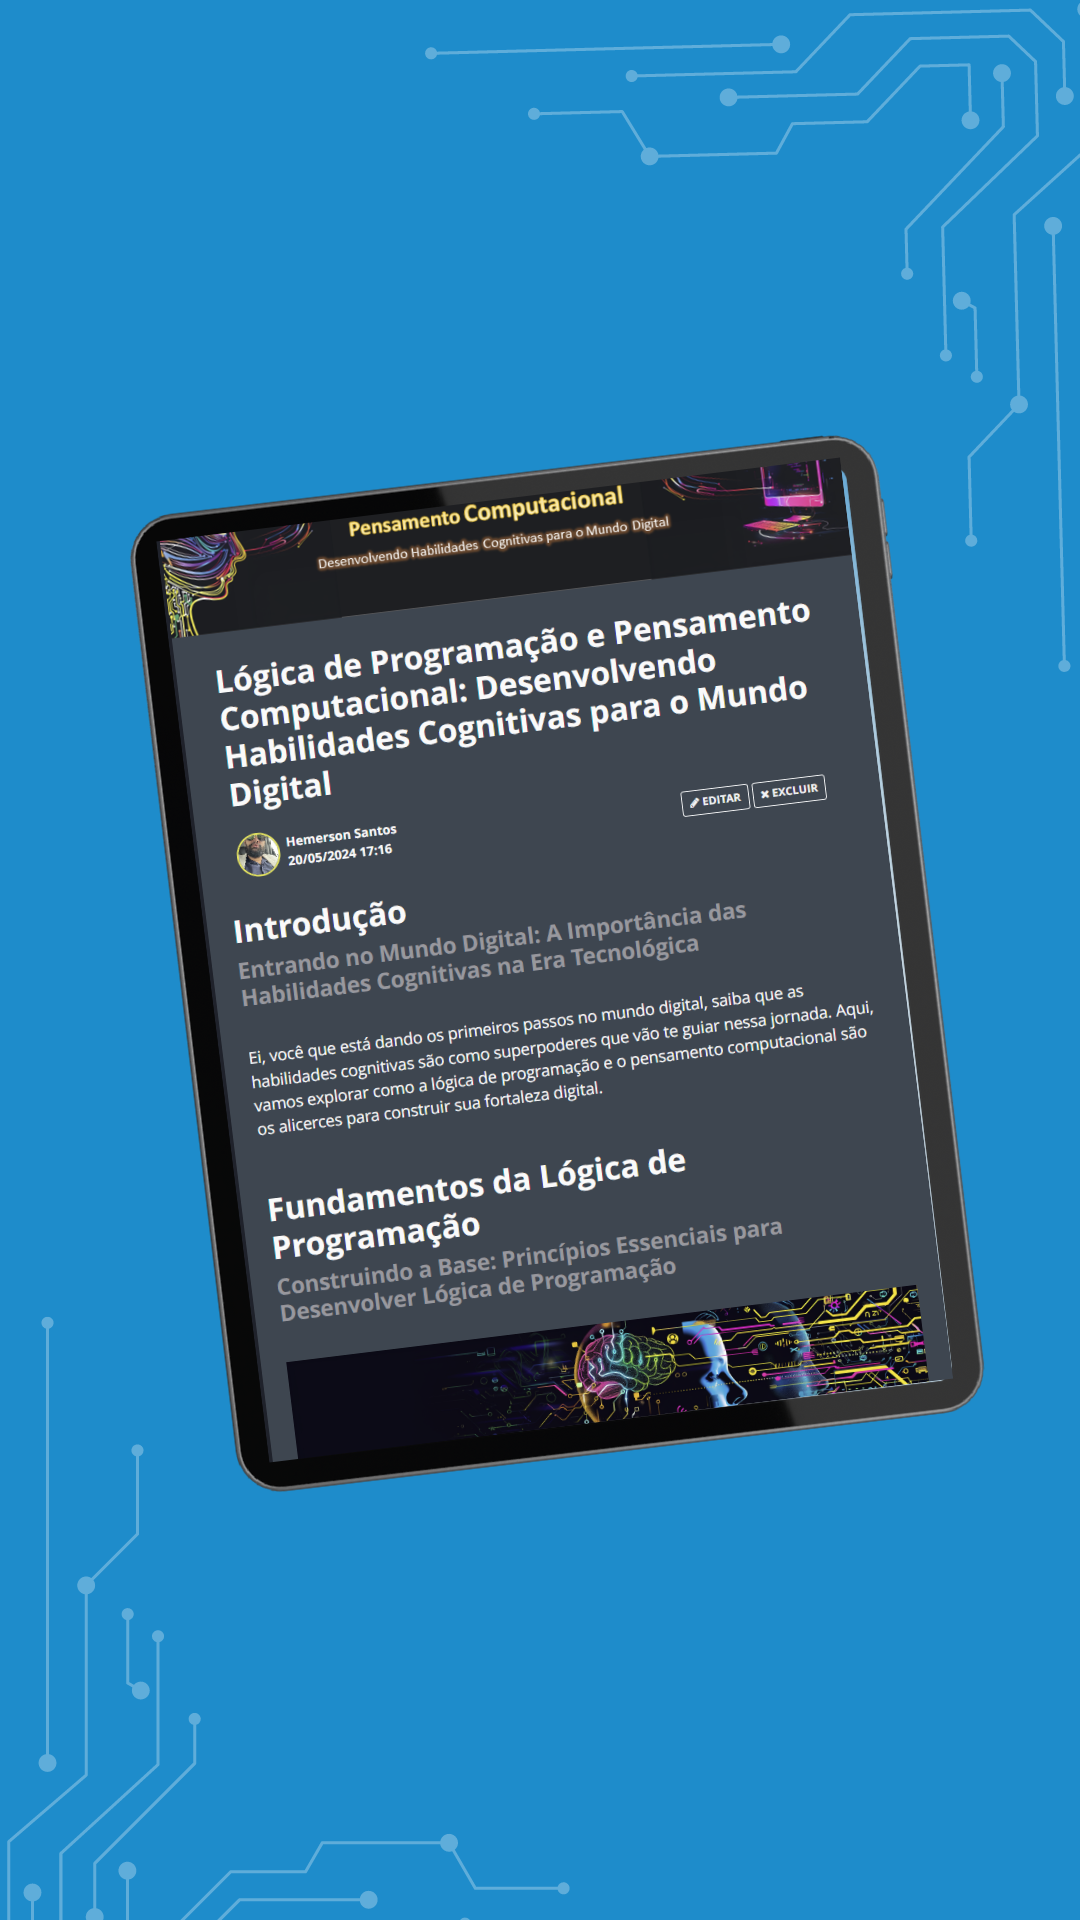 Pensamento Computacional
Desenvolvendo Habilidades Cognitivas para o Mundo Digital
Lógica de Programação e Pensamento
Computacional: Desenvolvendo
Habilidades Cognitivas para o Mundo
Digital
EDITAR
EXCLUIR
Hemerson Santos
20/05/2024 17:16
Introdução
Entrando no Mundo Digital: A Importância das
Habilidades Cognitivas na Era Tecnológica
Ei, você que está dando os primeiros passos no mundo digital, saiba que as
habilidades cognitivas são como superpoderes que vão te guiar nessa jornada. Aqui,
vamos explorar como a lógica de programação e o pensamento computacional são
os alicerces para construir sua fortaleza digital.
Fundamentos da Lógica de
Programação
Construindo a Base: Princípios Essenciais para
Desenvolver Lógica de Programação